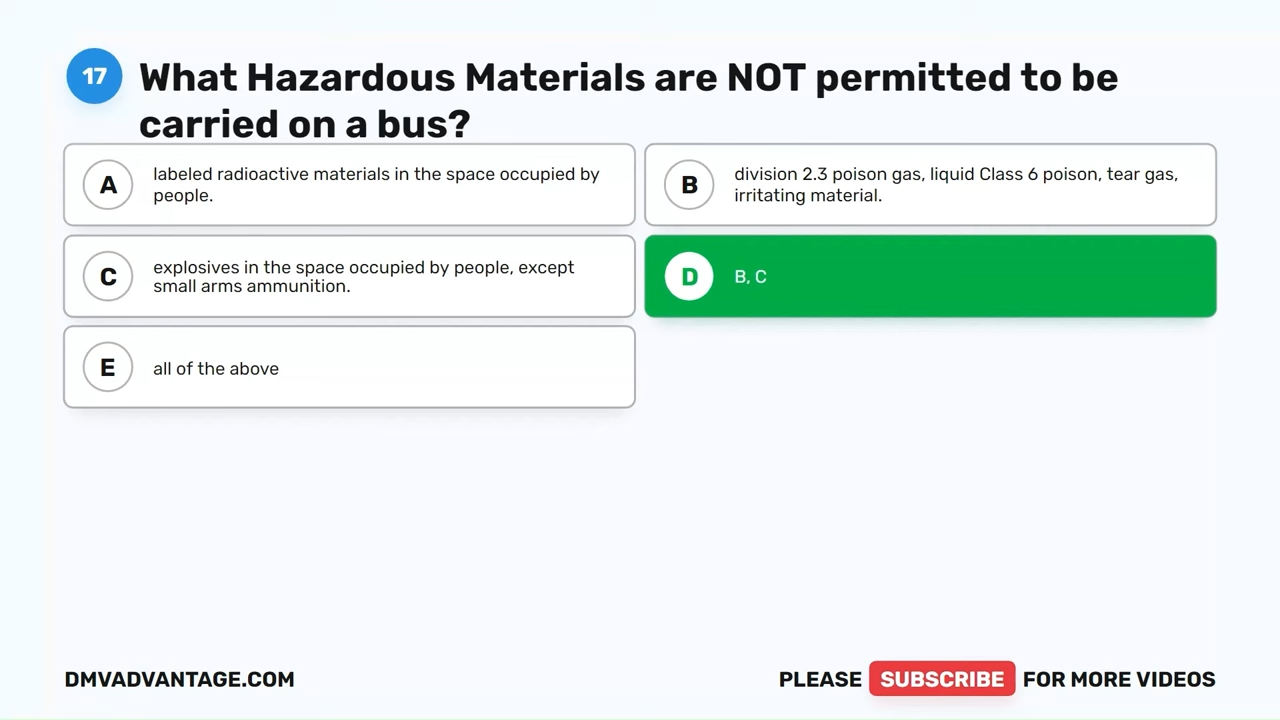 17
What Hazardous Materials are NOT permitted to be
carried on a bus?
A
labeled radioactive materials in the space occupied by
people.
B
division 2.3 poison gas, liquid Class 6 poison, tear gas,
irritating material.
C
explosives in the space occupied by people, except
small arms ammunition.
D
B, C
E
all of the above
DMVADVANTAGE.COM
PLEASE SUBSCRIBE FOR MORE VIDEOS